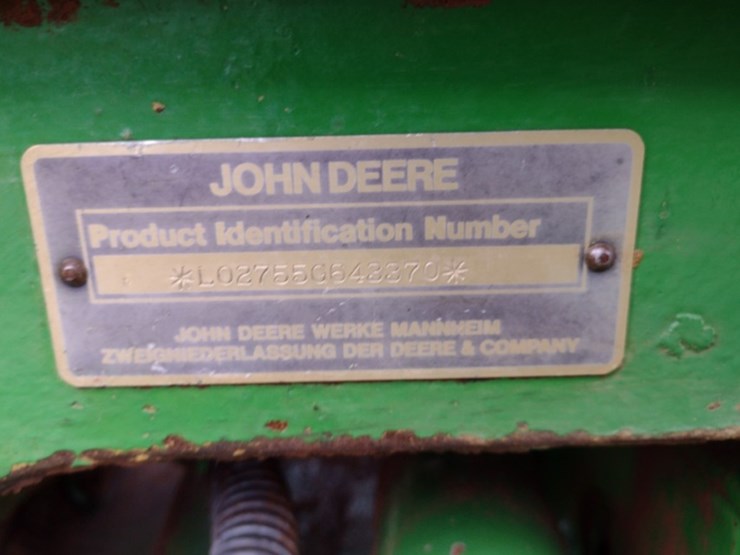 JOHN DEERE
Product Identification Number
*L02755G643370*
JOHN DEERE WERKE MANNHEIM
ZWEIGNIEDERLASSUNG DER DEERE & COMPANY